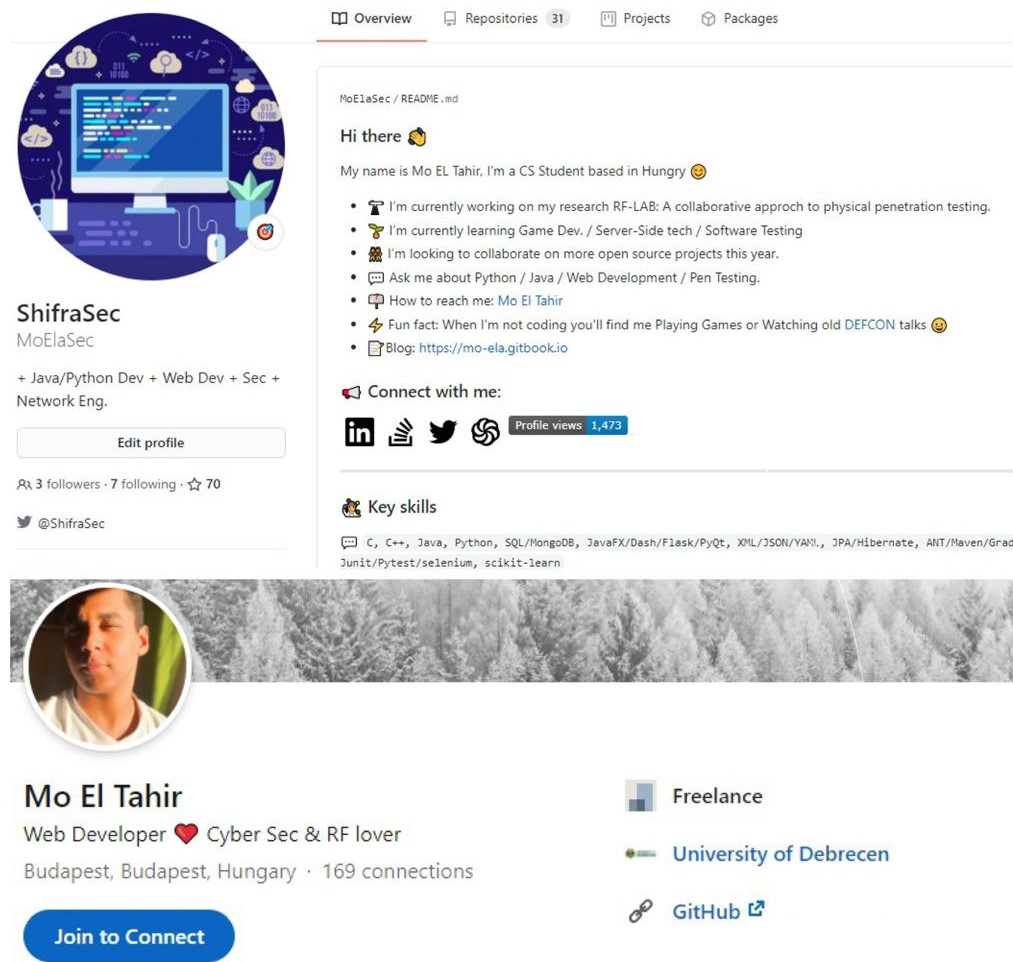 Overview
Repositories 31
Projects
Packages
MoElaSec / README.md
Hi there
My name is Mo EL Tahir, I'm a CS Student based in Hungry
I'm currently working on my research RF-LAB: A collaborative approch to physical penetration testing.
I'm currently learning Game Dev. / Server-Side tech / Software Testing
I'm looking to collaborate on more open source projects this year.
Ask me about Python / Java / Web Development / Pen Testing.
How to reach me: Mo El Tahir
Fun fact: When I'm not coding you'll find me Playing Games or Watching old DEFCON talks
Blog: https://mo-ela.gitbook.io
Connect with me:
in
Profile views 1,473
Key skills
C, C++, Java, Python, SQL/MongoDB, JavaFX/Dash/Flask/PyQt, XML/JSON/YAML, JPA/Hibernate, ANT/Maven/Grad
Junit/Pytest/selenium, scikit-learn
{}
</>
011
10100
</>
011
10100
ShifraSec
MoElaSec
+ Java/Python Dev + Web Dev + Sec +
Network Eng.
Edit profile
3 followers · 7 following · 70
@ShifraSec
Mo El Tahir
Web Developer ❤ Cyber Sec & RF lover
Budapest, Budapest, Hungary · 169 connections
Join to Connect
Freelance
University of Debrecen
GitHub